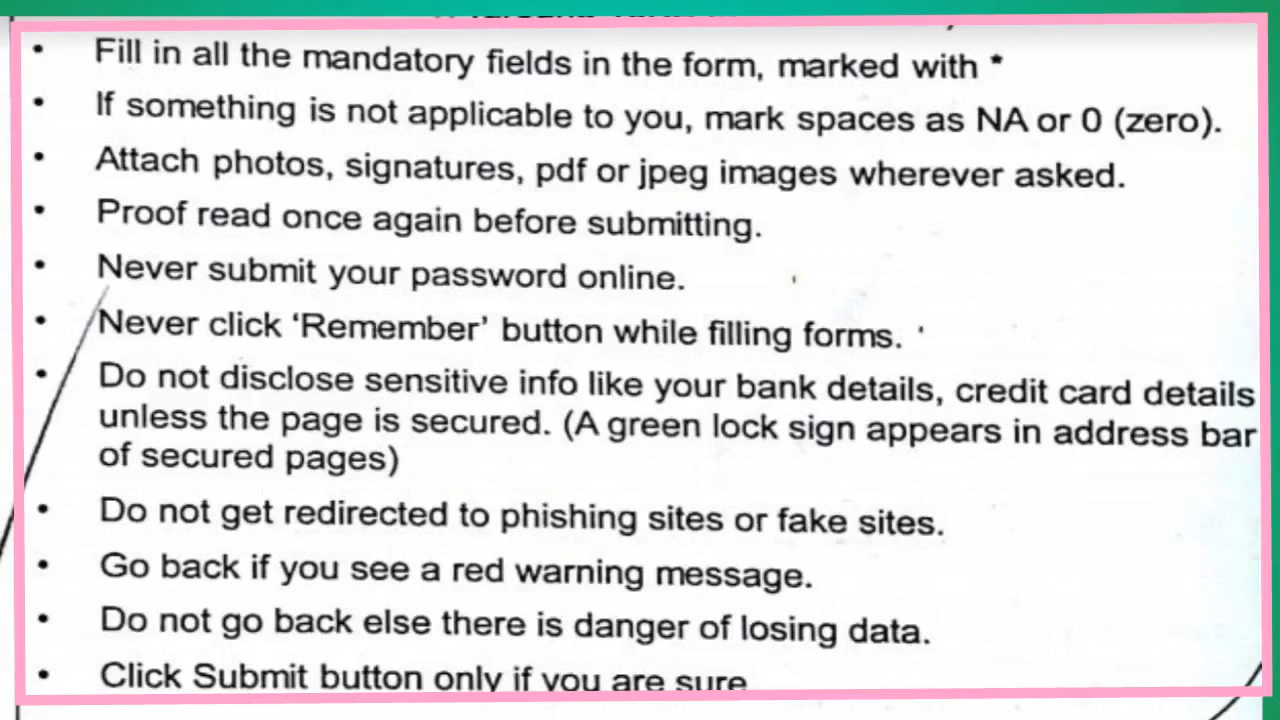 • Fill in all the mandatory fields in the form, marked with *
• If something is not applicable to you, mark spaces as NA or 0 (zero).
• Attach photos, signatures, pdf or jpeg images wherever asked.
• Proof read once again before submitting.
• Never submit your password online.
• Never click ‘Remember’ button while filling forms.
• Do not disclose sensitive info like your bank details, credit card details
unless the page is secured. (A green lock sign appears in address bar
of secured pages)
• Do not get redirected to phishing sites or fake sites.
• Go back if you see a red warning message.
• Do not go back else there is danger of losing data.
• Click Submit button only if you are sure